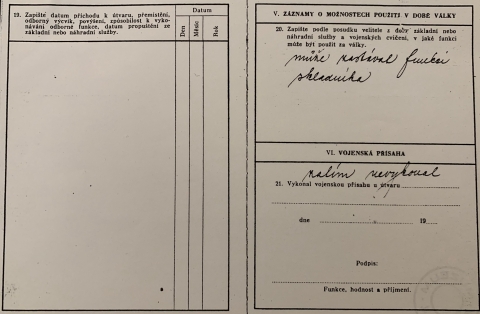 19. Zapište datum příchodu k útvaru, přemístění,
odborný výcvik, povýšení, způsobilost k vyko-
návání odborné funkce, datum propuštění ze
základní nebo náhradní služby.
Datum
Den
Měsíc
Rok
V. ZÁZNAMY O MOŽNOSTECH POUŽITÍ V DOBĚ VÁLKY
20. Zapište podle posudku velitele z doby základní nebo
náhradní služby a vojenských cvičení, v jaké funkci
může být použit za války.
může zastával funkci
skladníka
VI. VOJENSKÁ PŘÍSAHA
zatím nevykonal
21. Vykonal vojenskou přísahu u útvaru
dne 19
Podpis:
Funkce, hodnost a příjmení.